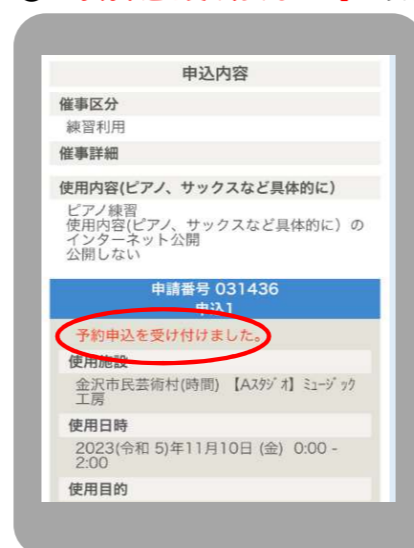 申込内容
催事区分
練習利用
催事詳細
使用内容(ピアノ、サックスなど具体的に)
ピアノ練習
使用内容(ピアノ、サックスなど具体的に)の
インターネット公開
公開しない
申請番号 031436
申込1
予約申込を受け付けました。
使用施設
金沢市民芸術村(時間) 【Aｽﾀｼﾞｵ】ﾐｭｰｼﾞｯｸ
工房
使用日時
2023(令和 5)年11月10日 (金) 0:00 -
2:00
使用目的